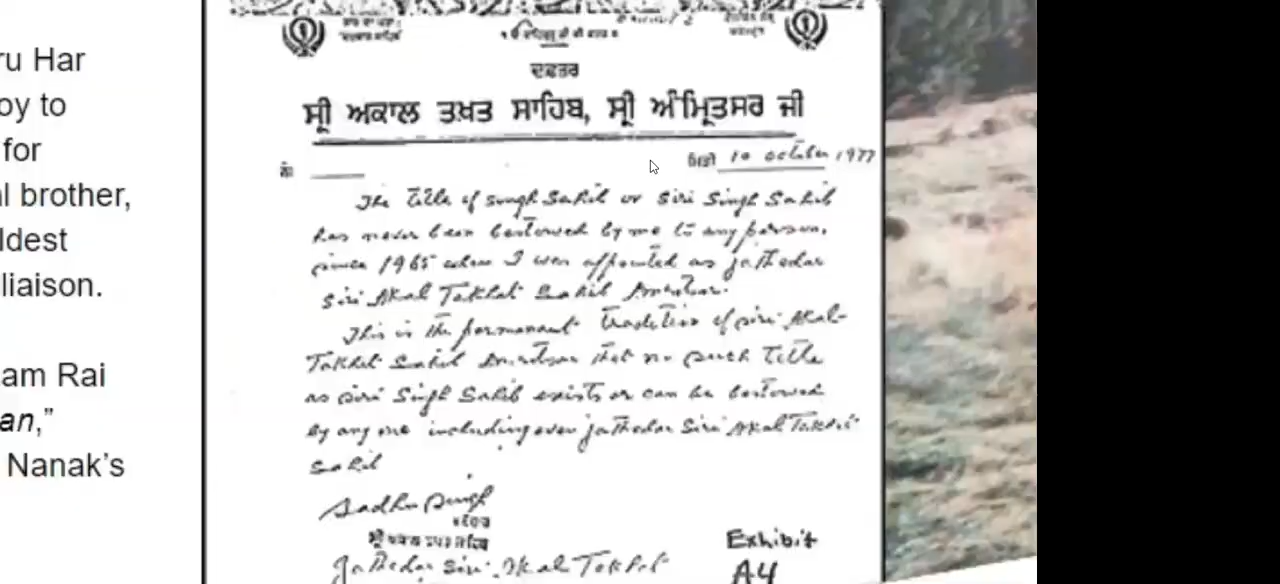 ru Har
oy to
for
l brother,
ldest
liaison.
am Rai
an,”
Nanak’s
ਦਫਤਰ
ਸ੍ਰੀ ਅਕਾਲ ਤਖ਼ਤ ਸਾਹਿਬ, ਸ੍ਰੀ ਅੰਮ੍ਰਿਤਸਰ ਜੀ
ਨੰ:
ਮਿਤੀ 10 october 1977
The title of singh Sahib or Siri Singh Sahib
has never been bestowed by me to any person,
since 1965 when I was appointed as Jathedar
Siri Akal Takhat Sahib Amritsar.
This is the permanant tradition of siri Akal-
Takhat Sahib Amritsar that no such title
as siri Singh Sahib exists or can be bestowed
by any one including even Jathedar Siri Akal Takhat
Sahib
Sadhu Singh
Jathedar Siri Akal Takhat
Exhibit
A4